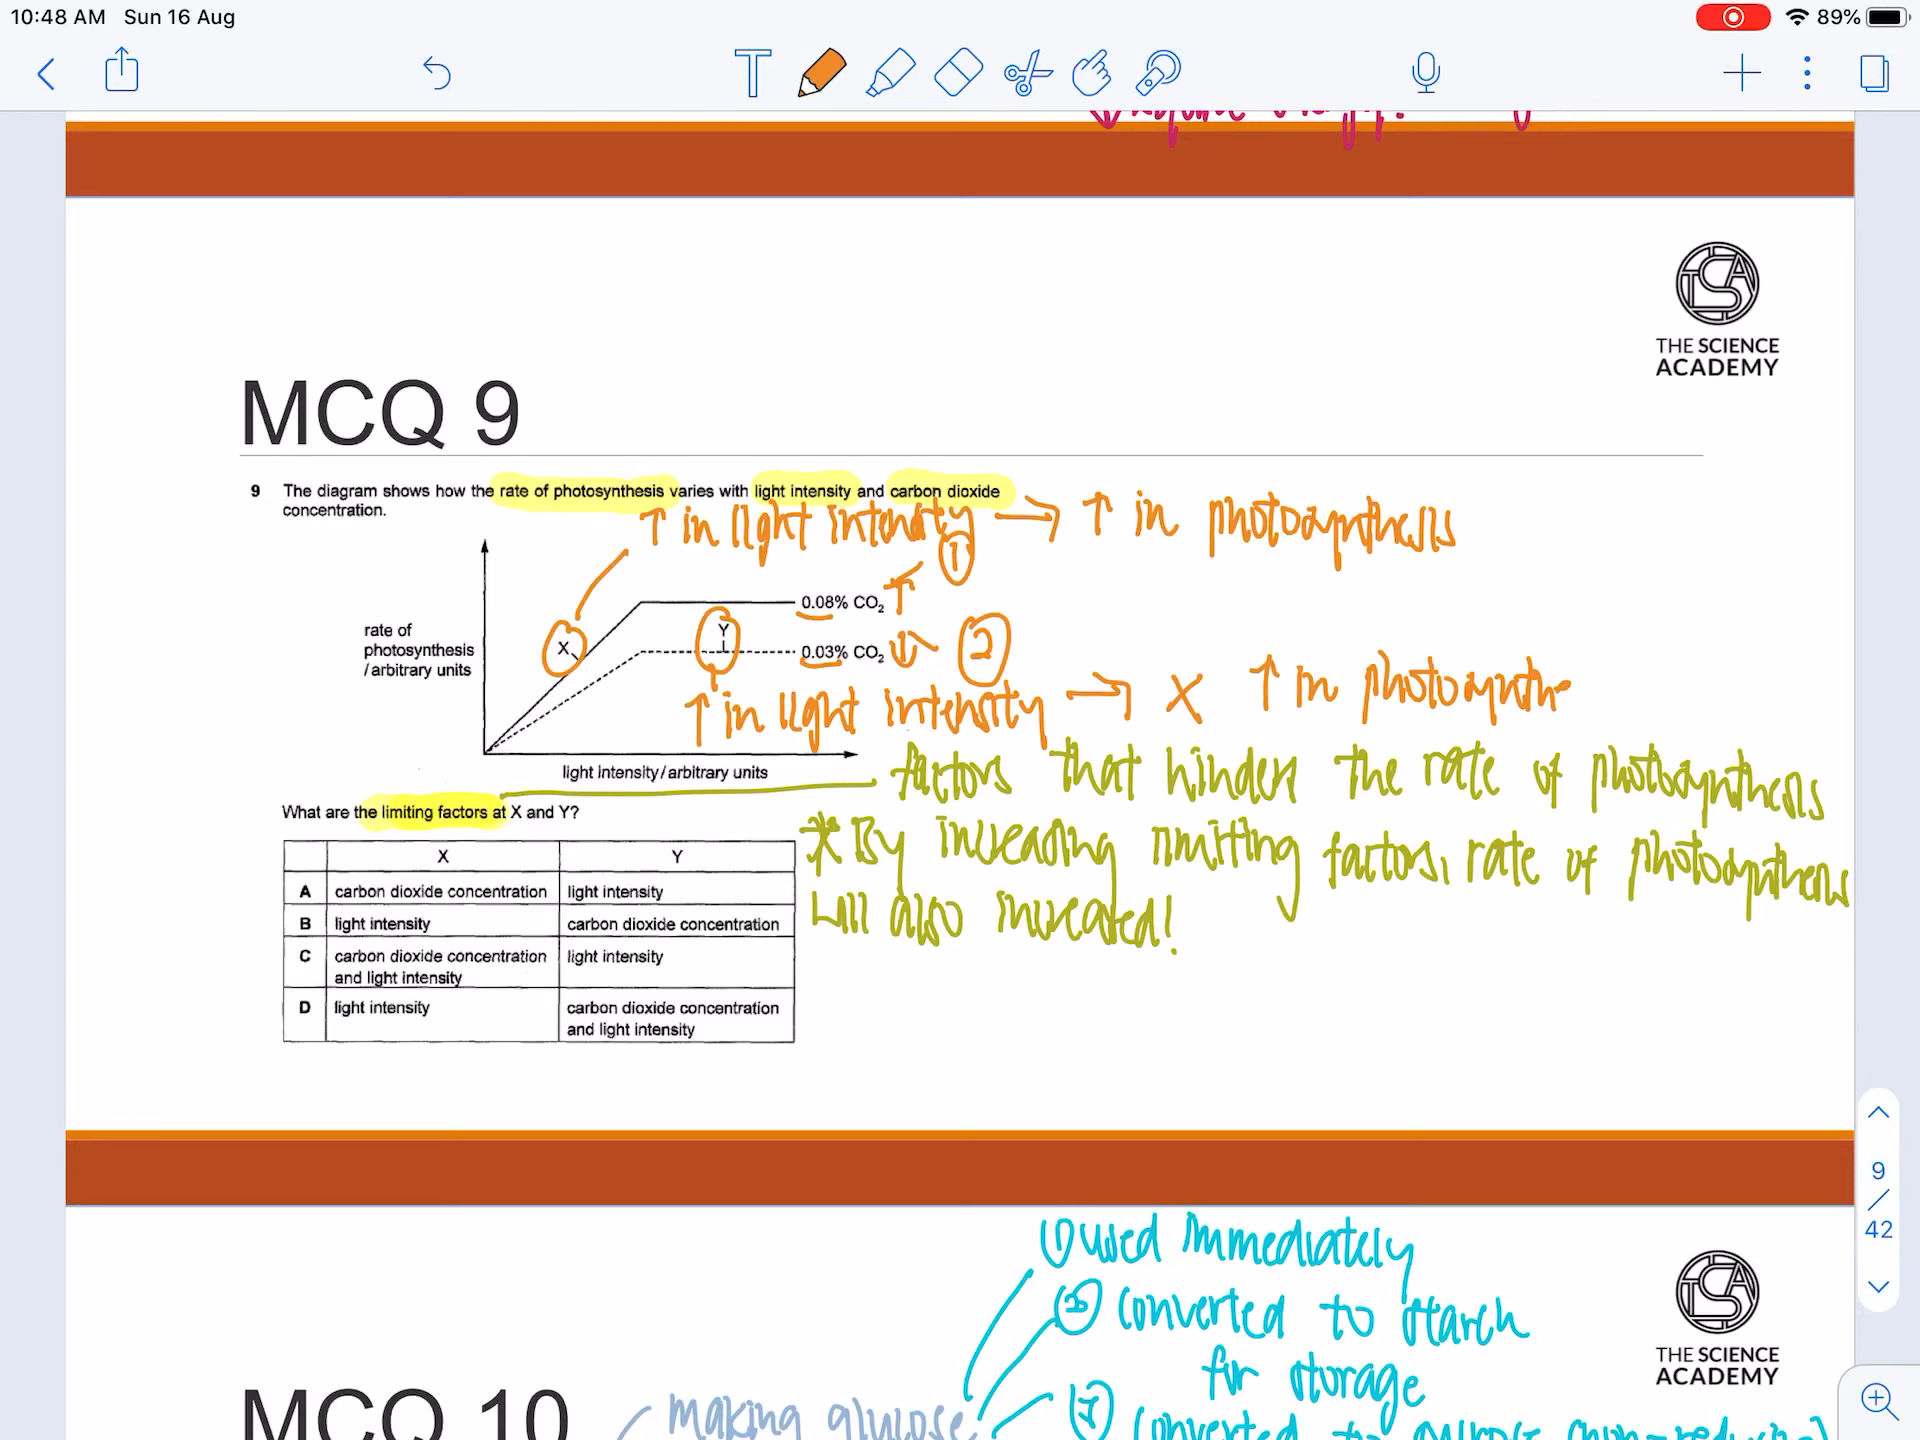 10:48 AM Sun 16 Aug
89%
THE SCIENCE
ACADEMY
MCQ 9
9 The diagram shows how the rate of photosynthesis varies with light intensity and carbon dioxide
concentration.
↑ in light intensity → ↑ in photosynthesis
1
0.08% CO₂ ↑
rate of
photosynthesis
/ arbitrary units
X
Y
0.03% CO₂ ↓
2
↑ in light intensity → X ↑ in photosynthe
light intensity / arbitrary units
factors that hinders the rate of photosynthesis
What are the limiting factors at X and Y?
* By increasing limiting factors, rate of photosynthesis
will also increased!
X Y
A carbon dioxide concentration light intensity
B light intensity carbon dioxide concentration
C carbon dioxide concentration light intensity
and light intensity
D light intensity carbon dioxide concentration
and light intensity
9
/
42
① used immediately
② converted to starch
for storage
THE SCIENCE
ACADEMY
MCQ 10
making glucose
converted to